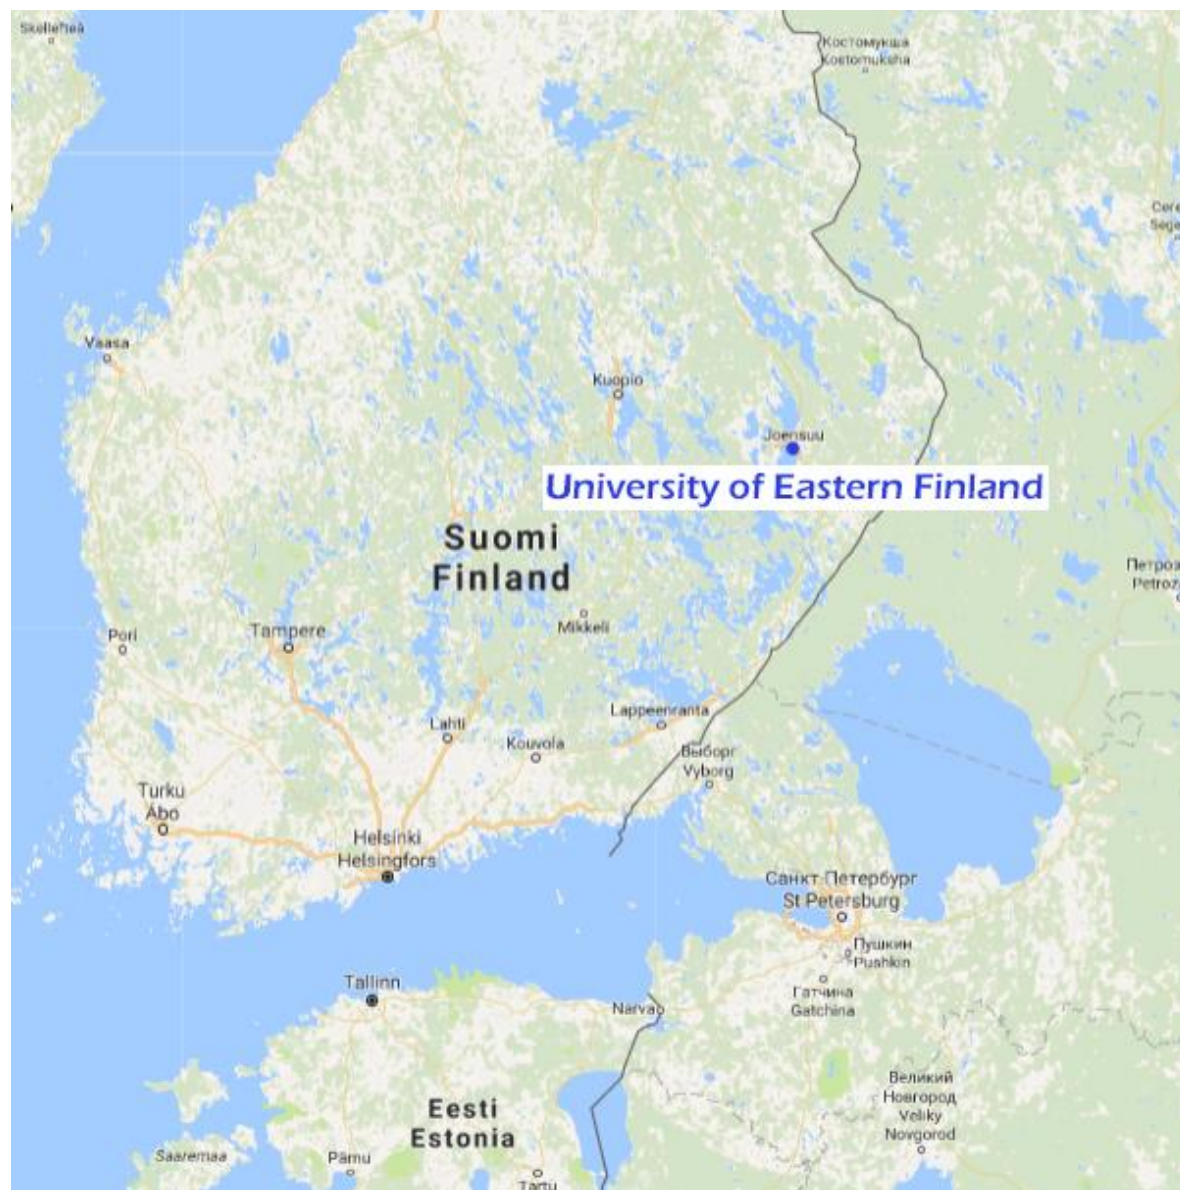 Skellefteå
Костомукша
Kostomuksha
Vaasa
Kuopio
Joensuu
University of Eastern Finland
Suomi
Finland
Mikkeli
Pori
Tampere
Lahti
Kouvola
Lappeenranta
Выборг
Vyborg
Turku
Åbo
Helsinki
Helsingfors
Санкт-Петербург
St Petersburg
Пушкин
Pushkin
Гатчина
Gatchina
Tallinn
Narva
Eesti
Estonia
Великий
Новгород
Veliky
Novgorod
Saaremaa
Pärnu
Tartu